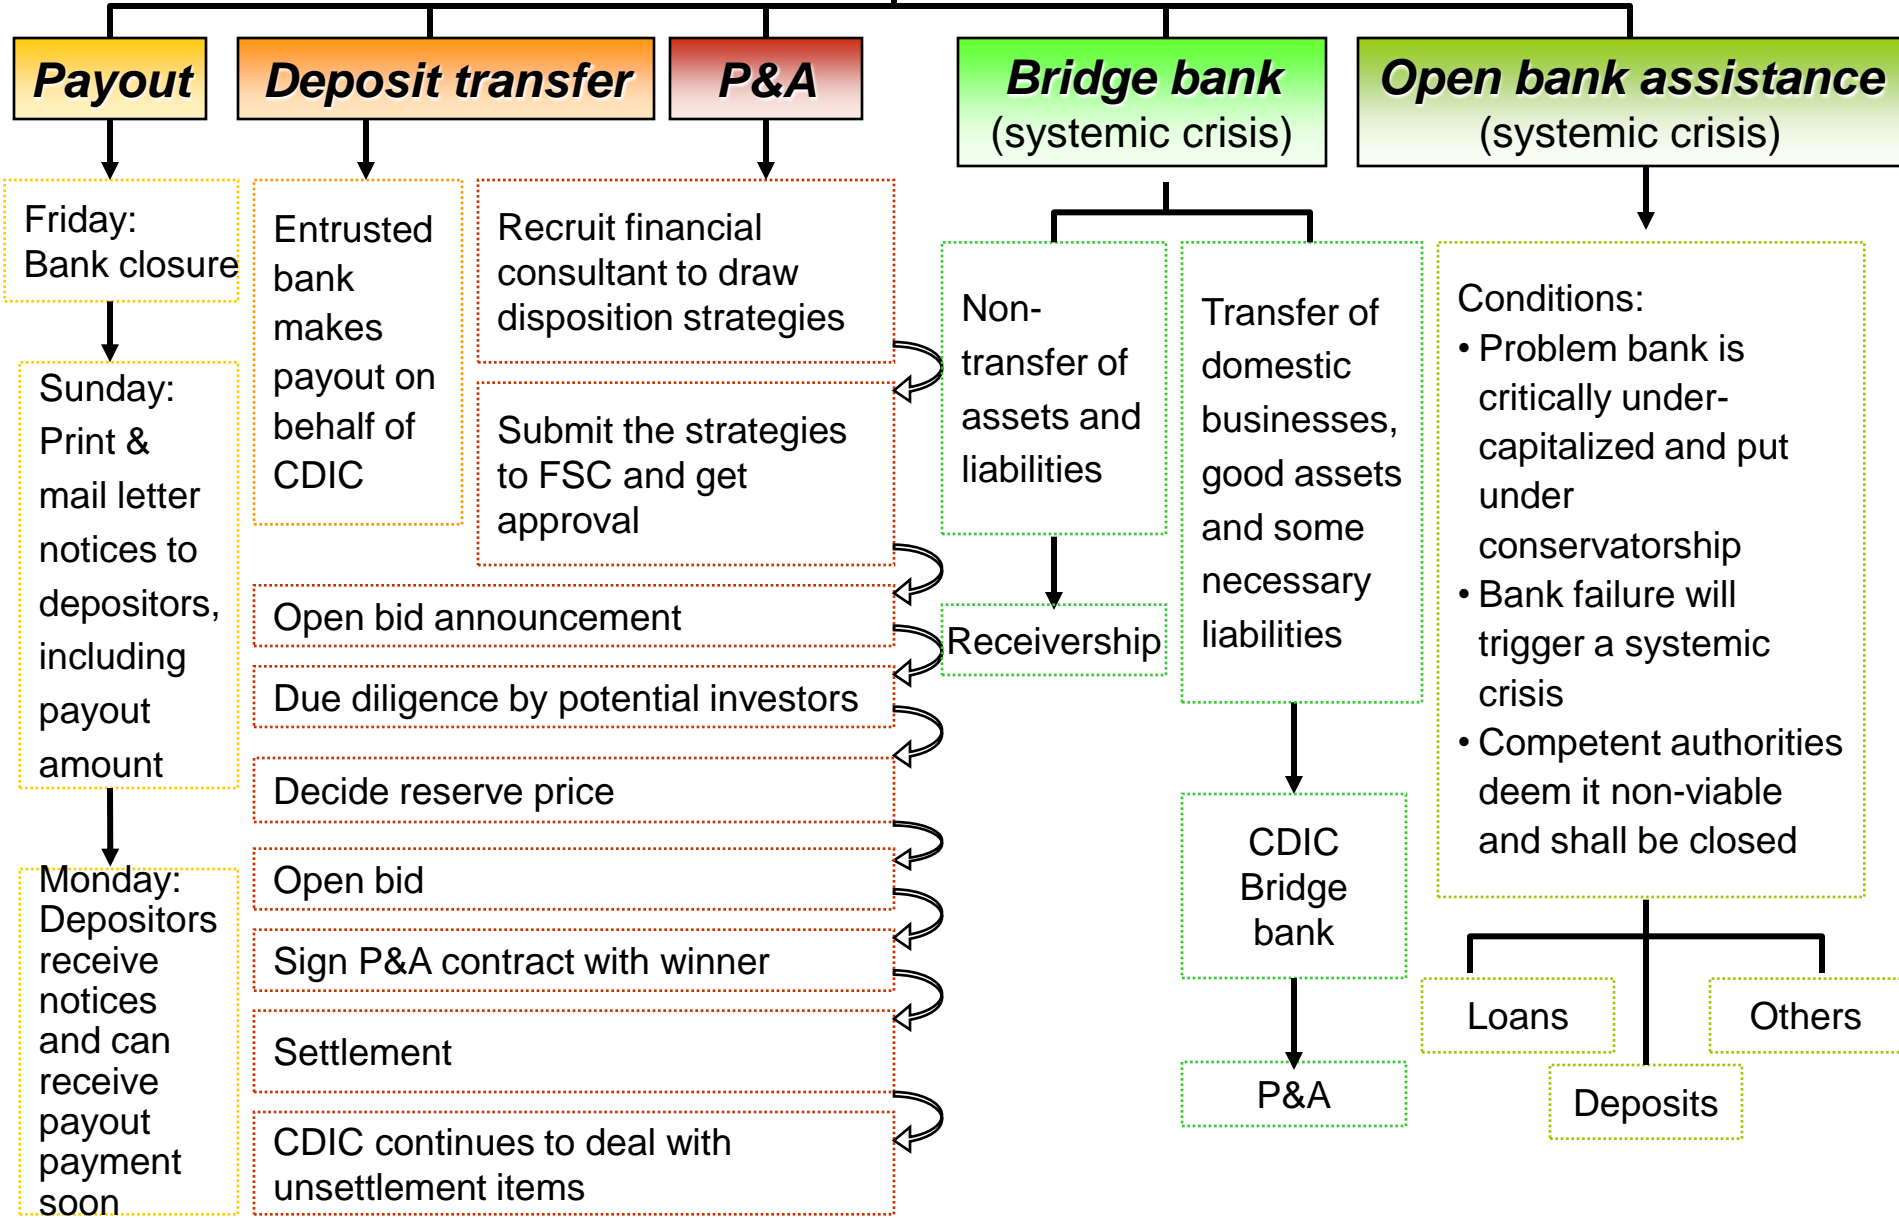 Payout
Deposit transfer
P&A
Bridge bank
(systemic crisis)
Open bank assistance
(systemic crisis)
Friday:
Bank closure
Sunday:
Print &
mail letter
notices to
depositors,
including
payout
amount
Monday:
Depositors
receive
notices
and can
receive
payout
payment
soon
Entrusted
bank
makes
payout on
behalf of
CDIC
Recruit financial
consultant to draw
disposition strategies
Submit the strategies
to FSC and get
approval
Open bid announcement
Due diligence by potential investors
Decide reserve price
Open bid
Sign P&A contract with winner
Settlement
CDIC continues to deal with
unsettlement items
Non-
transfer of
assets and
liabilities
Receivership
Transfer of
domestic
businesses,
good assets
and some
necessary
liabilities
CDIC
Bridge
bank
P&A
Conditions:
• Problem bank is
critically under-
capitalized and put
under
conservatorship
• Bank failure will
trigger a systemic
crisis
• Competent authorities
deem it non-viable
and shall be closed
Loans
Others
Deposits